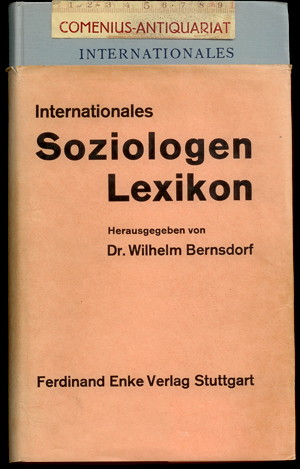 1 2 3 4 5 6 7 8 9
COMENIUS-ANTIQUARIAT
INTERNATIONALES
Internationales
Soziologen
Lexikon
Herausgegeben von
Dr. Wilhelm Bernsdorf
Ferdinand Enke Verlag Stuttgart